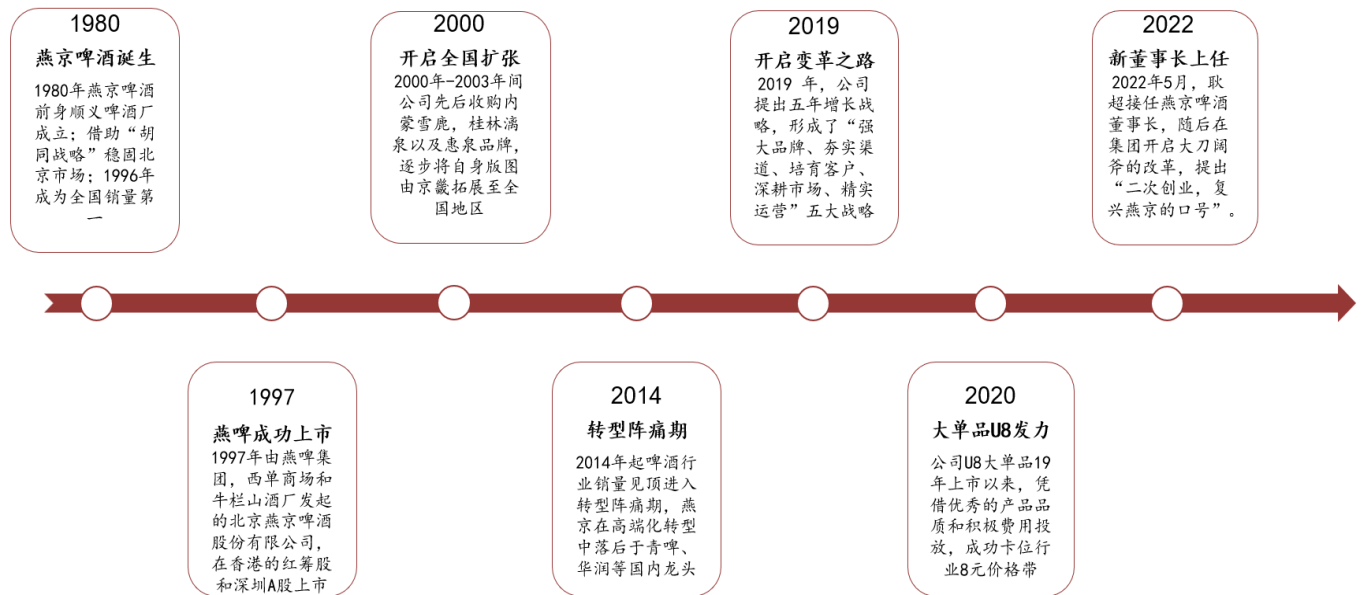 1980
燕京啤酒诞生
1980年燕京啤酒
前身顺义啤酒厂
成立；借助“胡
同战略”稳固北
京市场；1996年
成为全国销量第
一
1997
燕啤成功上市
1997年由燕啤集
团，西单商场和
牛栏山酒厂发起
的北京燕京啤酒
股份有限公司，
在香港的红筹股
和深圳A股上市
2000
开启全国扩张
2000年-2003年间
公司先后收购内
蒙雪鹿，桂林漓
泉以及惠泉品牌，
逐步将自身版图
由京畿拓展至全
国地区
2014
转型阵痛期
2014年起啤酒行
业销量见顶进入
转型阵痛期，燕
京在高端化转型
中落后于青啤、
华润等国内龙头
2019
开启变革之路
2019 年，公司
提出五年增长战
略，形成了“强
大品牌、夯实渠
道、培育客户、
深耕市场、精实
运营”五大战略
2020
大单品U8发力
公司U8大单品19
年上市以来，凭
借优秀的产品品
质和积极费用投
放，成功卡位行
业8元价格带
2022
新董事长上任
2022年5月，耿
超接任燕京啤酒
董事长，随后在
集团开启大刀阔
斧的改革，提出
“二次创业，复
兴燕京的口号”。